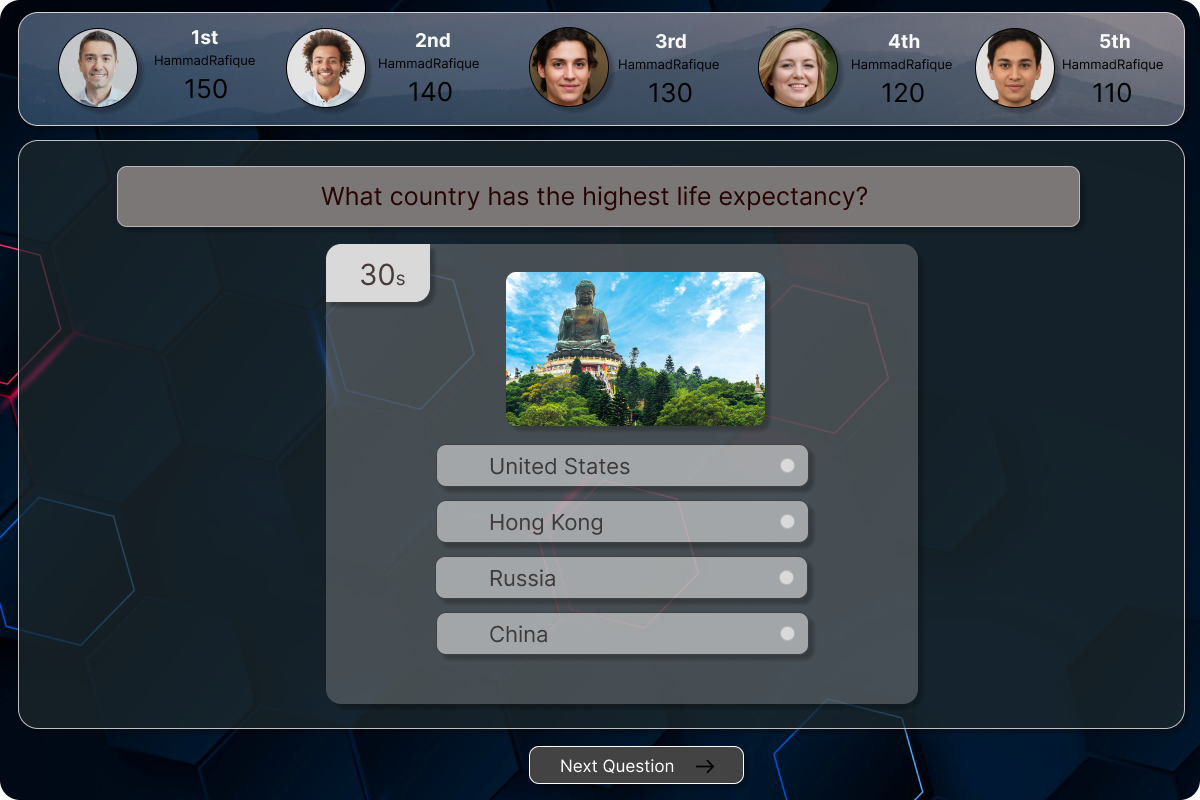 1st
HammadRafique
150
2nd
HammadRafique
140
3rd
HammadRafique
130
4th
HammadRafique
120
5th
HammadRafique
110
What country has the highest life expectancy?
30s
United States
Hong Kong
Russia
China
Next Question →